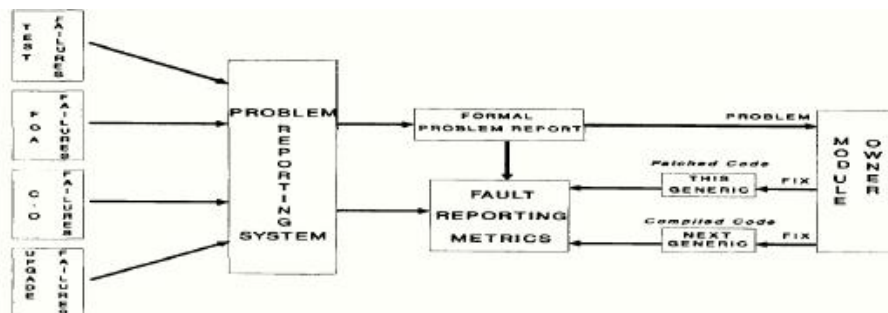 TEST FAILURES
FOA FAILURES
C-O FAILURES
UPGADE FAILURES
PROBLEM
REPORTING
SYSTEM
FORMAL
PROBLEM REPORT
PROBLEM
FAULT
REPORTING
METRICS
Patched Code
THIS
GENERIC
FIX
Compiled Code
NEXT
GENERIC
FIX
MODULE OWNER